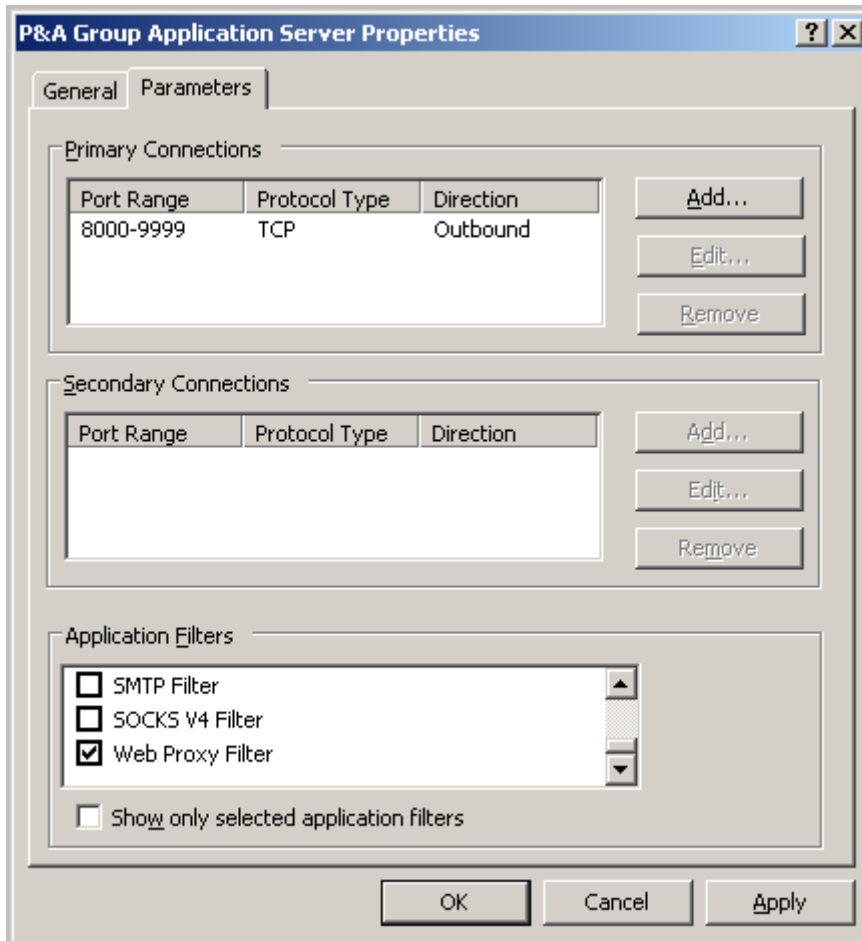 P&A Group Application Server Properties
General Parameters
Primary Connections
Port Range Protocol Type Direction
8000-9999 TCP Outbound
Add...
Edit...
Remove
Secondary Connections
Port Range Protocol Type Direction
Add...
Edit...
Remove
Application Filters
SMTP Filter
SOCKS V4 Filter
Web Proxy Filter
Show only selected application filters
OK Cancel Apply